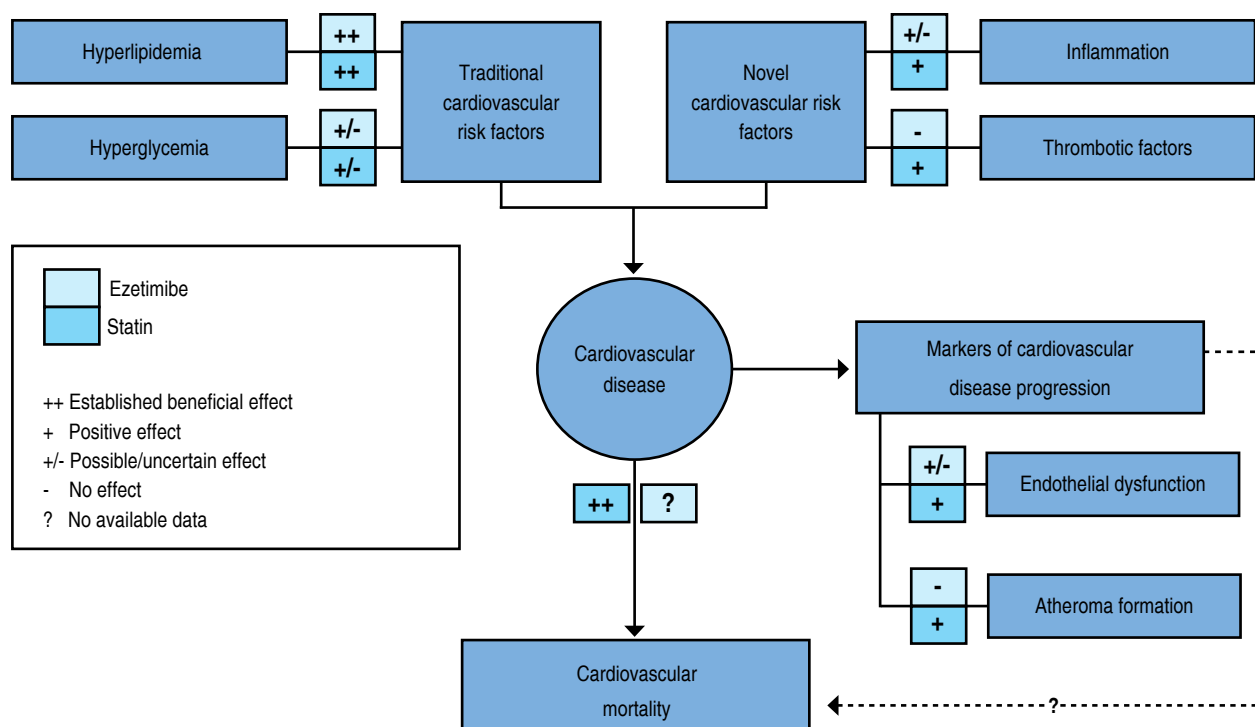 Hyperlipidemia
++
++
Hyperglycemia
+/-
+/-
Traditional
cardiovascular
risk factors
Novel
cardiovascular risk
factors
+/-
+
Inflammation
-
+
Thrombotic factors
Ezetimibe
Statin
++ Established beneficial effect
+ Positive effect
+/- Possible/uncertain effect
- No effect
? No available data
Cardiovascular
disease
Markers of cardiovascular
disease progression
+/-
+
Endothelial dysfunction
++
?
-
+
Atheroma formation
Cardiovascular
mortality
?